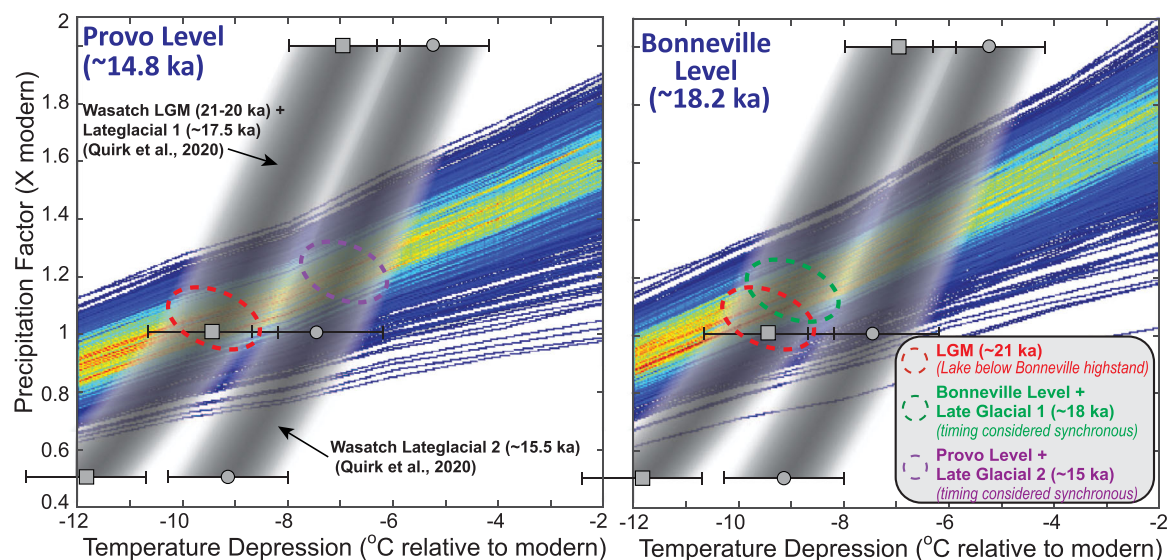 Provo Level
(~14.8 ka)
Wasatch LGM (21-20 ka) +
Lateglacial 1 (~17.5 ka)
(Quirk et al., 2020)
Wasatch Lateglacial 2 (~15.5 ka)
(Quirk et al., 2020)
Precipitation Factor (X modern)
2
1.8
1.6
1.4
1.2
1
0.8
0.6
0.4
-12
-10
-8
-6
-4
-2
Temperature Depression (°C relative to modern)
Bonneville
Level
(~18.2 ka)
LGM (~21 ka)
(Lake below Bonneville highstand)
Bonneville Level +
Late Glacial 1 (~18 ka)
(timing considered synchronous)
Provo Level +
Late Glacial 2 (~15 ka)
(timing considered synchronous)
-12
-10
-8
-6
-4
-2
Temperature Depression (°C relative to modern)